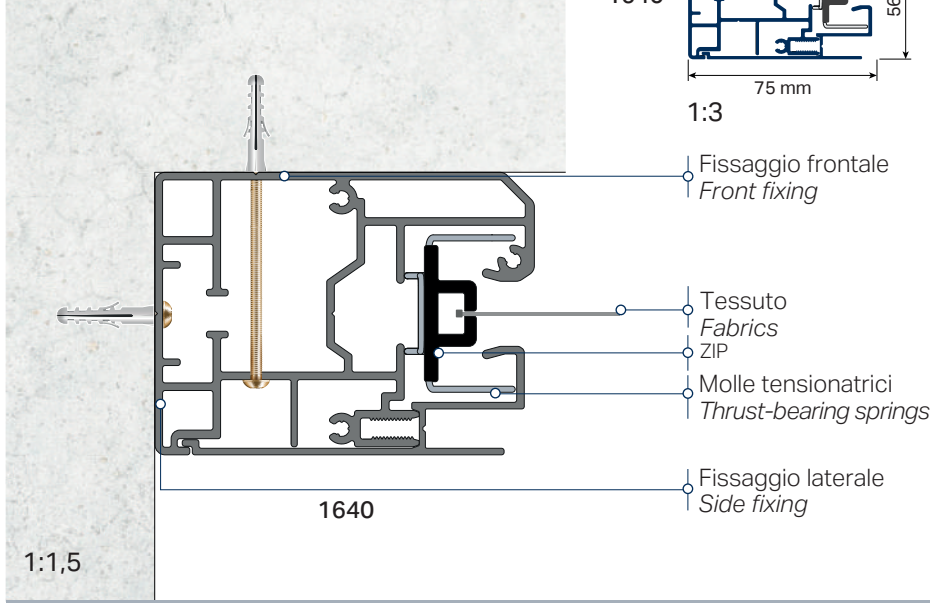 75 mm
1:3
Fissaggio frontale
Front fixing
Tessuto
Fabrics
ZIP
Molle tensionatrici
Thrust-bearing springs
Fissaggio laterale
Side fixing
1640
1:1,5